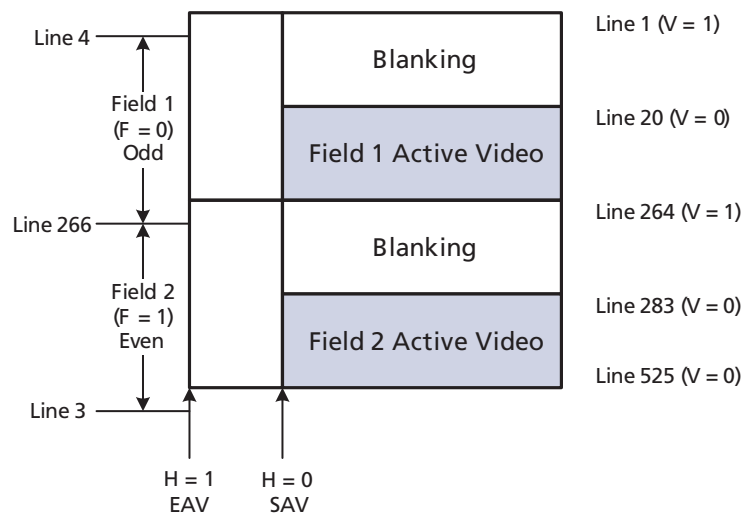 Line 4
Field 1
(F = 0)
Odd
Line 266
Field 2
(F = 1)
Even
Line 3
Blanking
Field 1 Active Video
Blanking
Field 2 Active Video
Line 1 (V = 1)
Line 20 (V = 0)
Line 264 (V = 1)
Line 283 (V = 0)
Line 525 (V = 0)
H = 1
EAV
H = 0
SAV